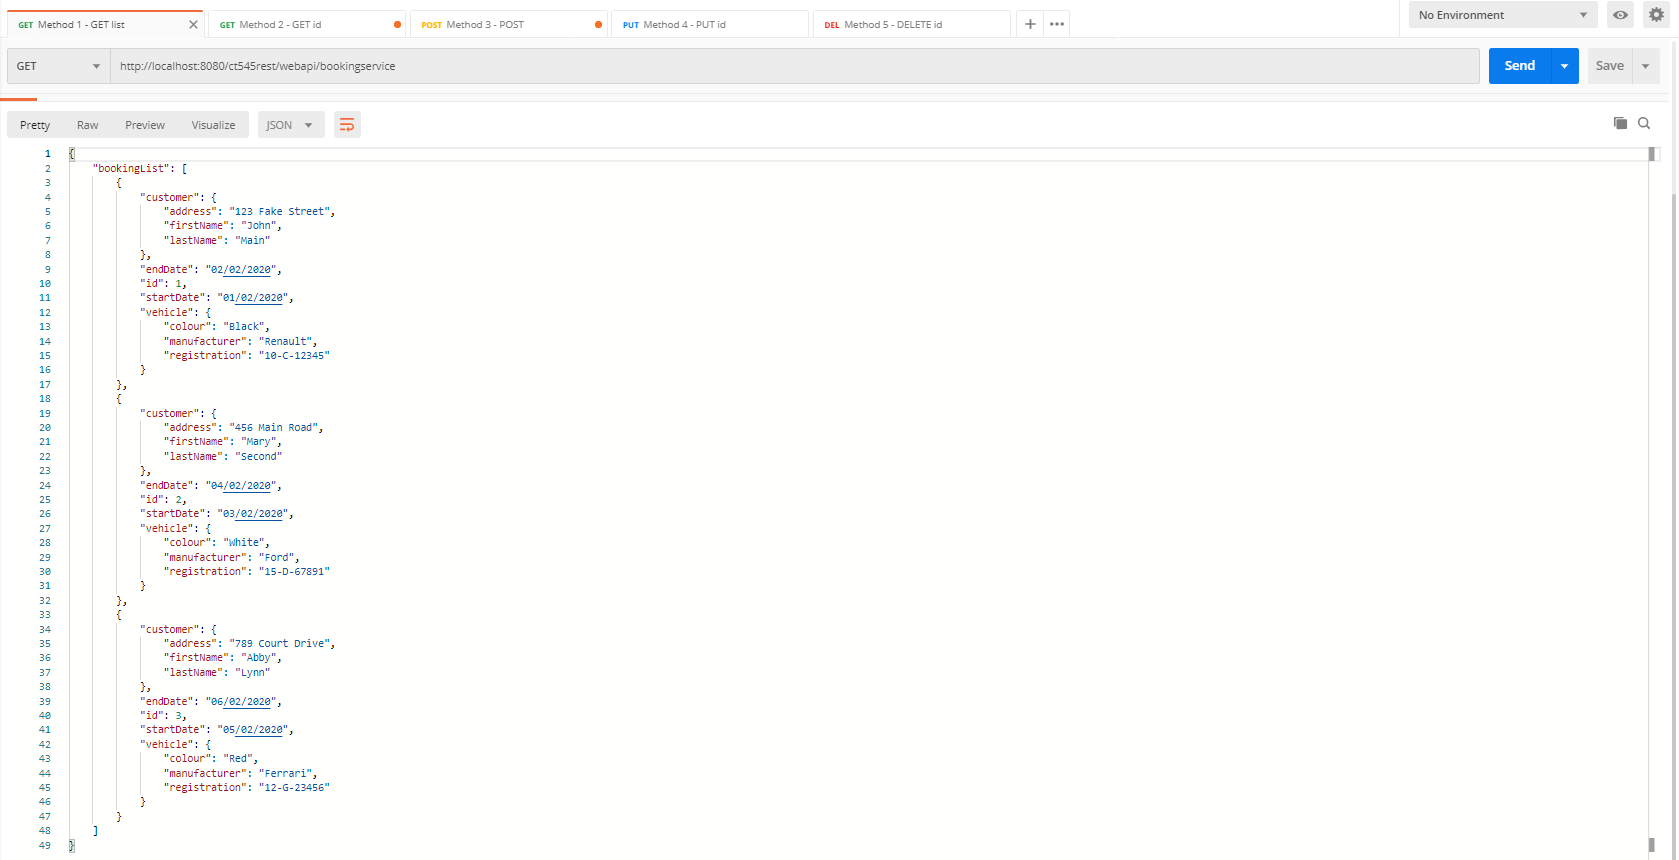 GET Method 1 - GET list
GET Method 2 - GET id
POST Method 3 - POST
PUT Method 4 - PUT id
DEL Method 5 - DELETE id
No Environment
GET
http://localhost:8080/ct545rest/webapi/bookingservice
Send
Save
Pretty Raw Preview Visualize JSON
1 {
2 "bookingList": [
3 {
4 "customer": {
5 "address": "123 Fake Street",
6 "firstName": "John",
7 "lastName": "Main"
8 },
9 "endDate": "02/02/2020",
10 "id": 1,
11 "startDate": "01/02/2020",
12 "vehicle": {
13 "colour": "Black",
14 "manufacturer": "Renault",
15 "registration": "10-C-12345"
16 }
17 },
18 {
19 "customer": {
20 "address": "456 Main Road",
21 "firstName": "Mary",
22 "lastName": "Second"
23 },
24 "endDate": "04/02/2020",
25 "id": 2,
26 "startDate": "03/02/2020",
27 "vehicle": {
28 "colour": "White",
29 "manufacturer": "Ford",
30 "registration": "15-D-67891"
31 }
32 },
33 {
34 "customer": {
35 "address": "789 Court Drive",
36 "firstName": "Abby",
37 "lastName": "Lynn"
38 },
39 "endDate": "06/02/2020",
40 "id": 3,
41 "startDate": "05/02/2020",
42 "vehicle": {
43 "colour": "Red",
44 "manufacturer": "Ferrari",
45 "registration": "12-G-23456"
46 }
47 }
48 ]
49 }